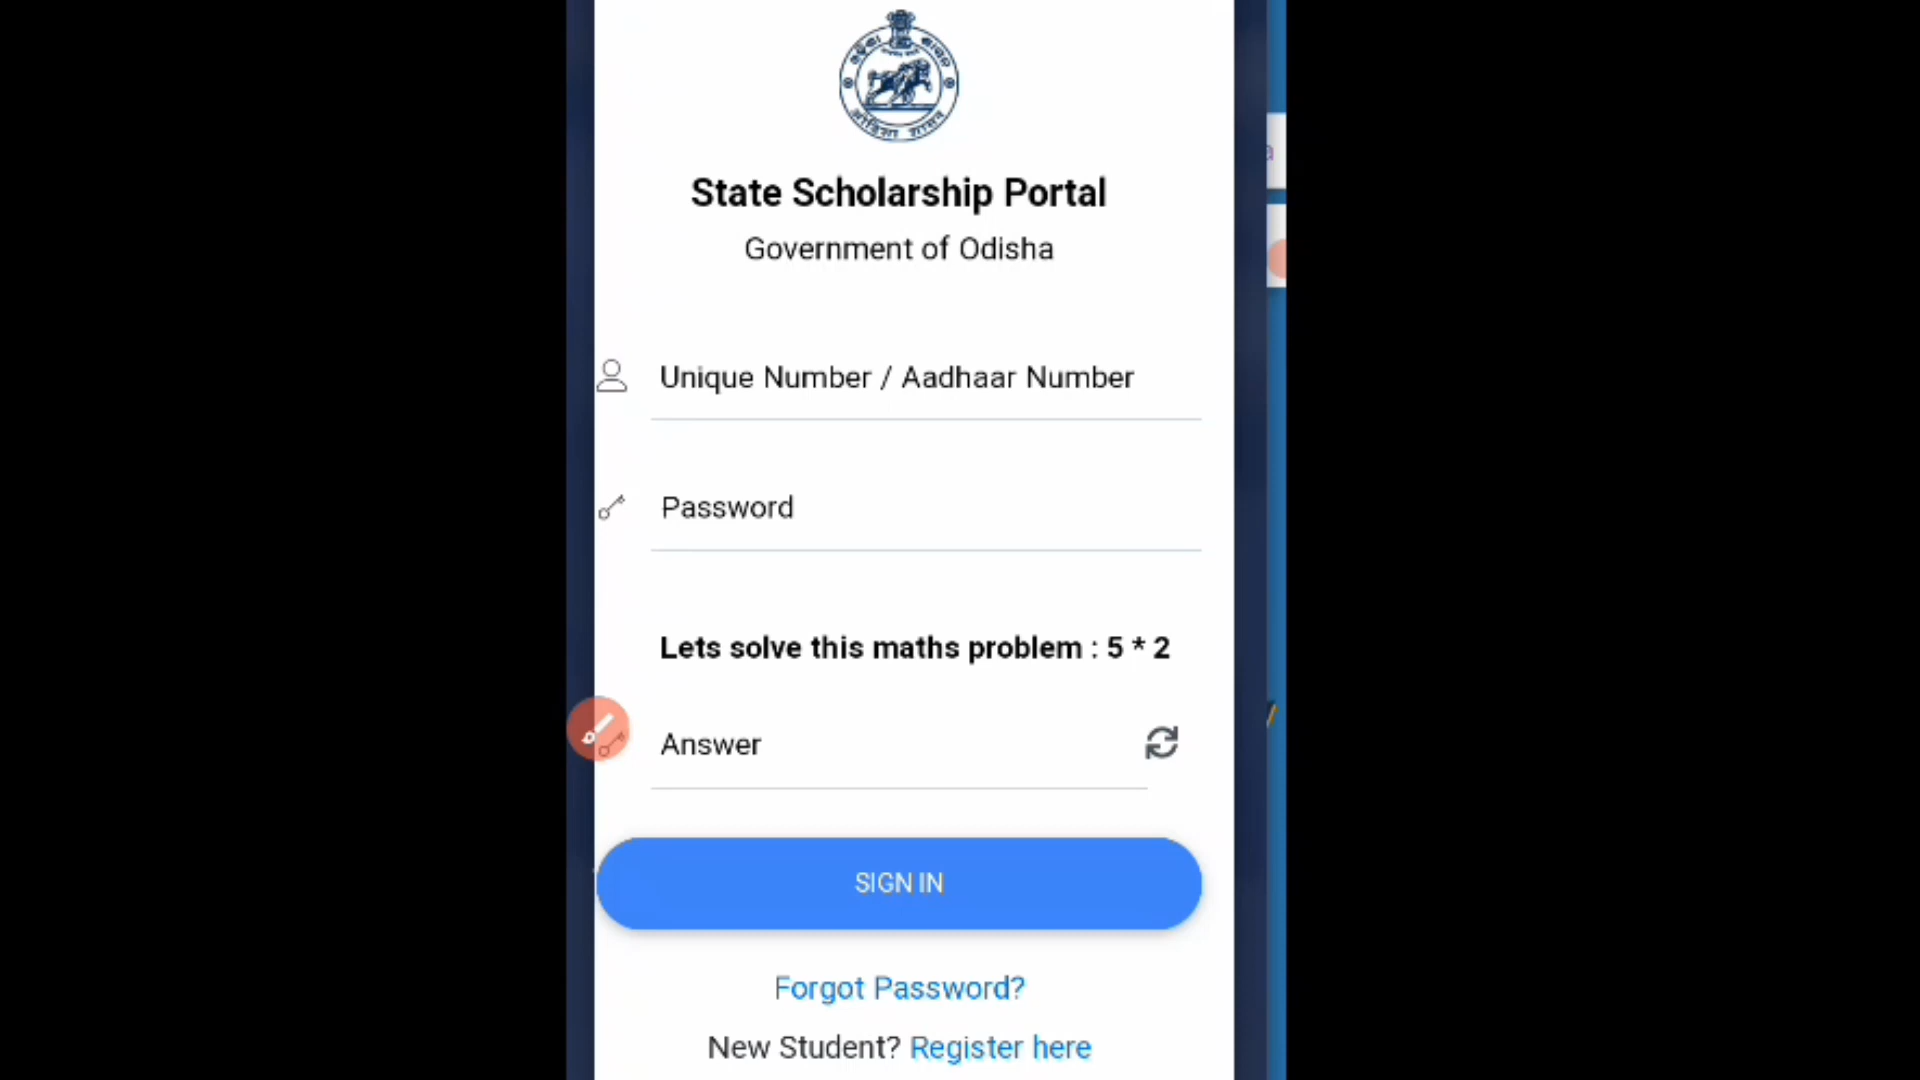 State Scholarship Portal
Government of Odisha
Unique Number / Aadhaar Number
Password
Lets solve this maths problem : 5 * 2
Answer
SIGN IN
Forgot Password?
New Student? Register here